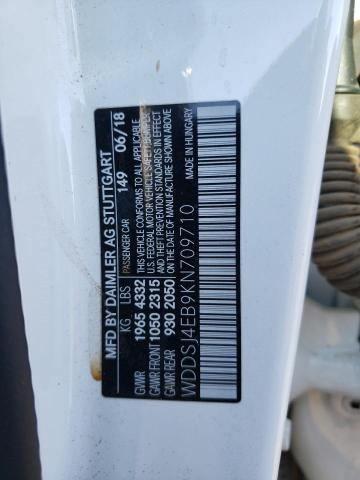 MFD BY DAIMLER AG STUTTGART
PASSENGER CAR 149 06/18
KG LBS
GVWR 1965 4332
GAWR FRONT 1050 2315
GAWR REAR 930 2050
THIS VEHICLE CONFORMS TO ALL APPLICABLE
U.S. FEDERAL MOTOR VEHICLE SAFETY BUMPER
AND THEFT PREVENTION STANDARDS IN EFFECT
ON THE DATE OF MANUFACTURE SHOWN ABOVE
WDDSJ4EB9KN709710
MADE IN HUNGARY